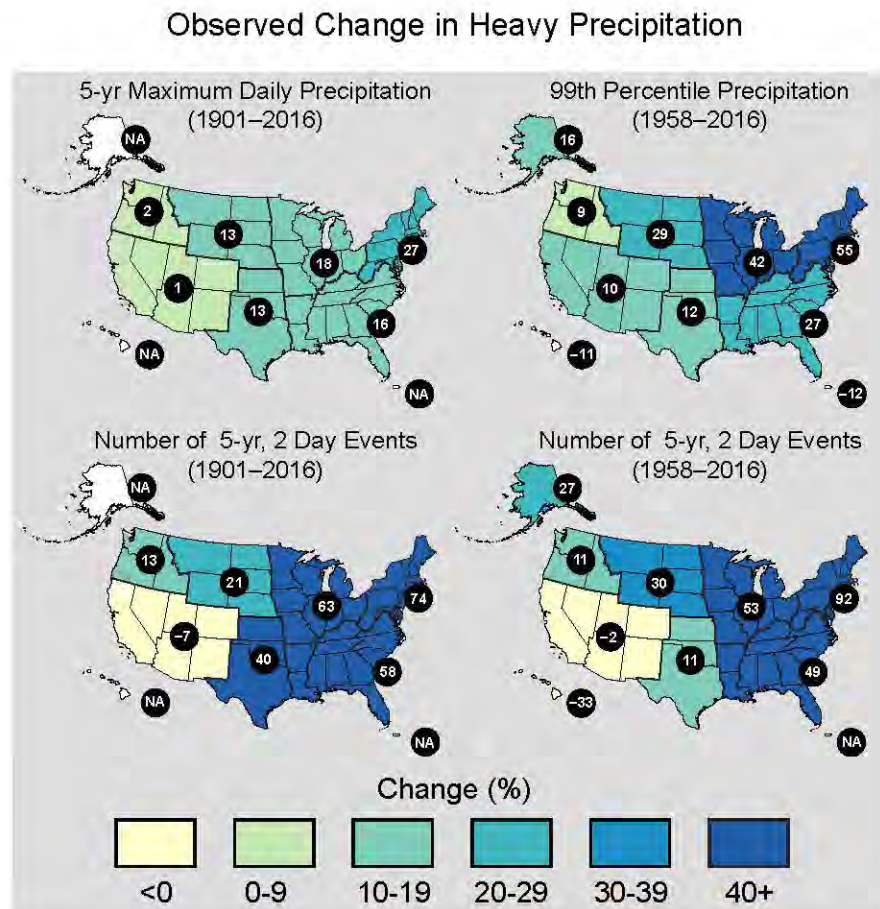 Observed Change in Heavy Precipitation
5-yr Maximum Daily Precipitation
(1901–2016)
NA
2
13
18
27
1
13
16
NA
NA
99th Percentile Precipitation
(1958–2016)
16
9
29
42
55
10
12
27
–11
–12
Number of 5-yr, 2 Day Events
(1901–2016)
NA
13
21
63
74
–7
40
58
NA
NA
Number of 5-yr, 2 Day Events
(1958–2016)
27
11
30
53
92
–2
11
49
–33
NA
Change (%)
<0 0-9 10-19 20-29 30-39 40+